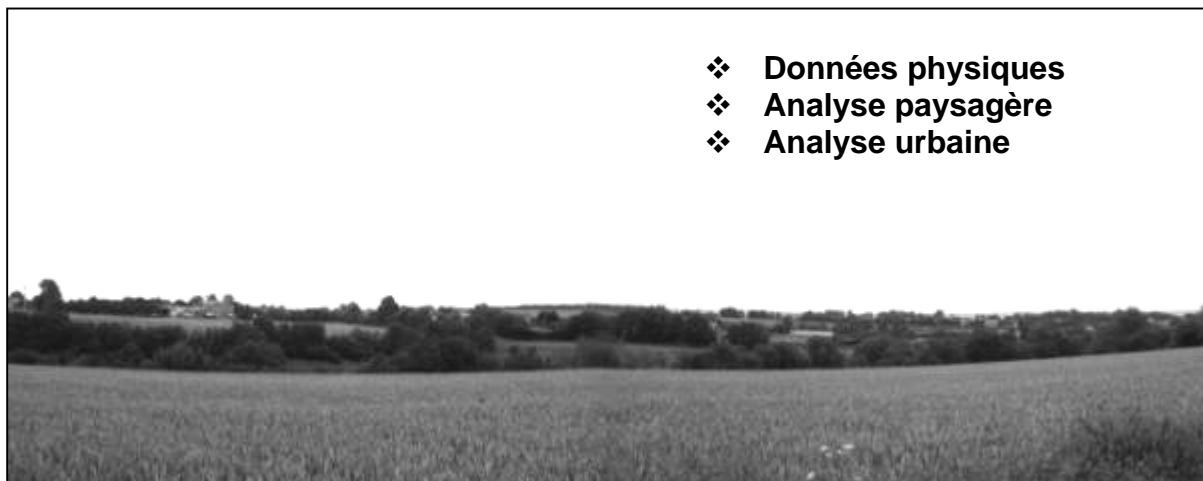 ❖ Données physiques
❖ Analyse paysagère
❖ Analyse urbaine